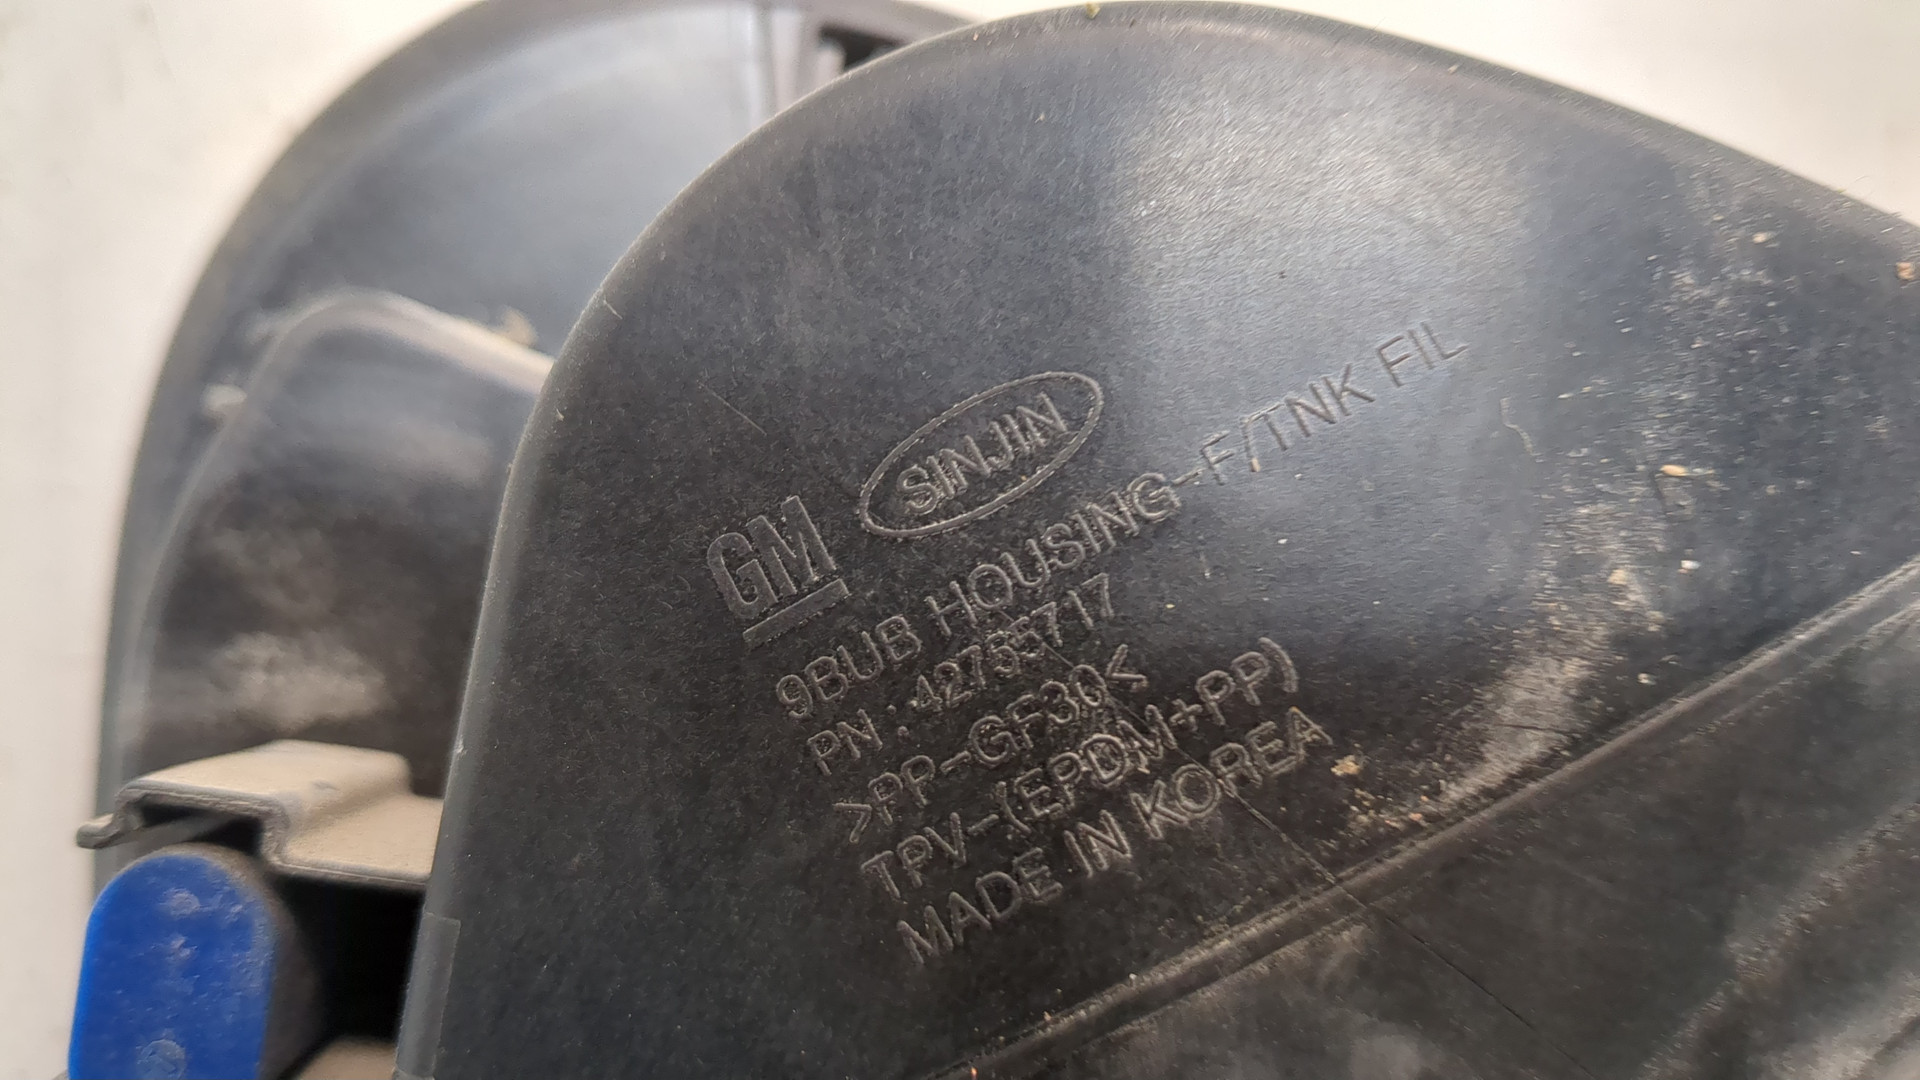 GM SINJIN
9BUB HOUSING-F/TNK FIL
PN : 42755717
>PP-GF30<
TPV-(EPDM+PP)
MADE IN KOREA